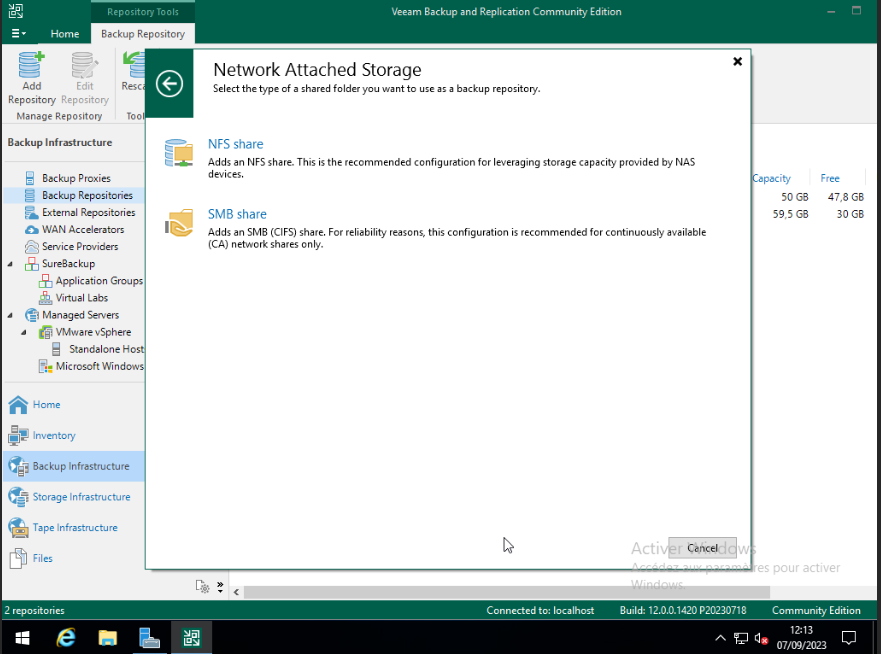 Repository Tools
Veeam Backup and Replication Community Edition
Home
Backup Repository
Add
Repository
Edit
Repository
Resca
Manage Repository
Tool
Network Attached Storage
Select the type of a shared folder you want to use as a backup repository.
NFS share
Adds an NFS share. This is the recommended configuration for leveraging storage capacity provided by NAS
devices.
SMB share
Adds an SMB (CIFS) share. For reliability reasons, this configuration is recommended for continuously available
(CA) network shares only.
Cancel
Backup Infrastructure
Backup Proxies
Backup Repositories
External Repositories
WAN Accelerators
Service Providers
SureBackup
Application Groups
Virtual Labs
Managed Servers
VMware vSphere
Standalone Host
Microsoft Windows
Home
Inventory
Backup Infrastructure
Storage Infrastructure
Tape Infrastructure
Files
Capacity Free
50 GB 47,8 GB
59,5 GB 30 GB
Activer Windows
Accédez aux paramètres pour activer
Windows.
2 repositories
Connected to: localhost
Build: 12.0.0.1420 P20230718
Community Edition
12:13
07/09/2023